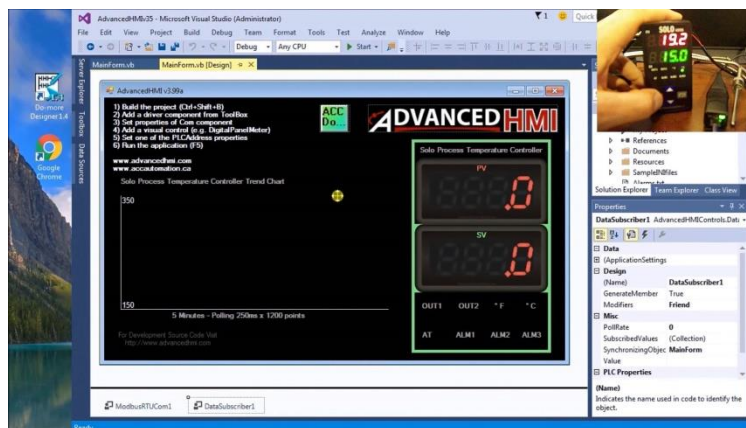 AdvancedHMIv35 - Microsoft Visual Studio (Administrator)
1
Quick
File Edit View Project Build Debug Team Format Tools Test Analyze Window Help
Debug Any CPU Start
SOLO
19.2
15.0
MainForm.vb MainForm.vb [Design]
Server Explorer
Toolbox
Data Sources
Do-more
Designer 1.4
Google
Chrome
AdvancedHMI v3.99a
1) Build the project (Ctrl+Shift+B)
2) Add a driver component from ToolBox
3) Set properties of Com component
4) Add a visual control (e.g. DigitalPanelMeter)
5) Set one of the PLCAddress properties
6) Run the application (F5)
www.advancedhmi.com
www.accautomation.ca
ACC
Do...
ADVANCED HMI
Solo Process Temperature Controller Trend Chart
350
150
5 Minutes - Polling 250ms x 1200 points
For Development Source Code Visit
http://www.advancedhmi.com
Solo Process Temperature Controller
PV
.0
SV
.0
OUT1 OUT2 °F °C
AT ALM1 ALM2 ALM3
References
Documents
Resources
SampleINIFiles
Alarms.txt
Solution Explorer Team Explorer Class View
Properties
DataSubscriber1 AdvancedHMIControls.Data
Data
(ApplicationSettings
Design
(Name) DataSubscriber1
GenerateMember True
Modifiers Friend
Misc
PollRate 0
SubscribedValues (Collection)
SynchronizingObjec MainForm
Value
PLC Properties
(Name)
Indicates the name used in code to identify the
object.
ModbusRTUCom1 DataSubscriber1
Ready